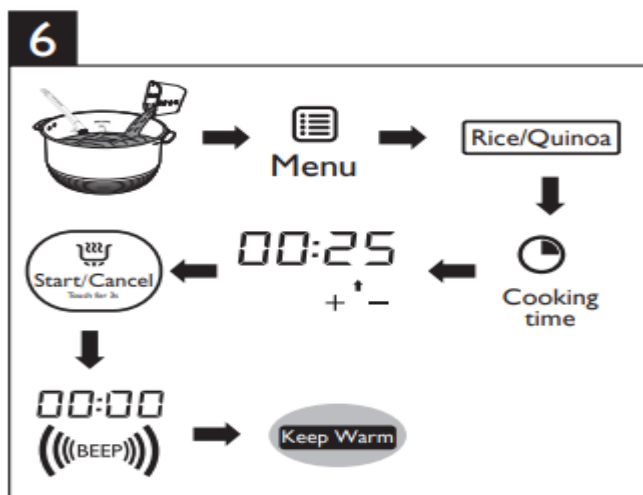 6
Menu
Rice/Quinoa
Cooking
time
00:25
+ -
Start/Cancel
Touch for 3s
00:00
BEEP
Keep Warm